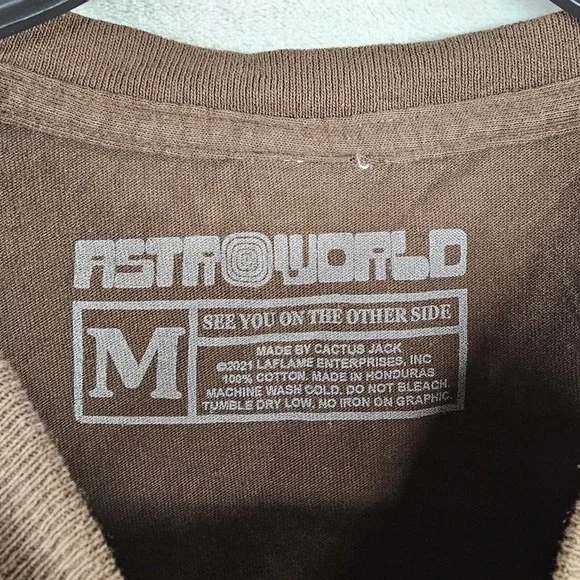 ASTROWORLD
M
SEE YOU ON THE OTHER SIDE
MADE BY CACTUS JACK
©2021 LAFLAME ENTERPRISES, INC
100% COTTON. MADE IN HONDURAS
MACHINE WASH COLD. DO NOT BLEACH.
TUMBLE DRY LOW. NO IRON ON GRAPHIC.